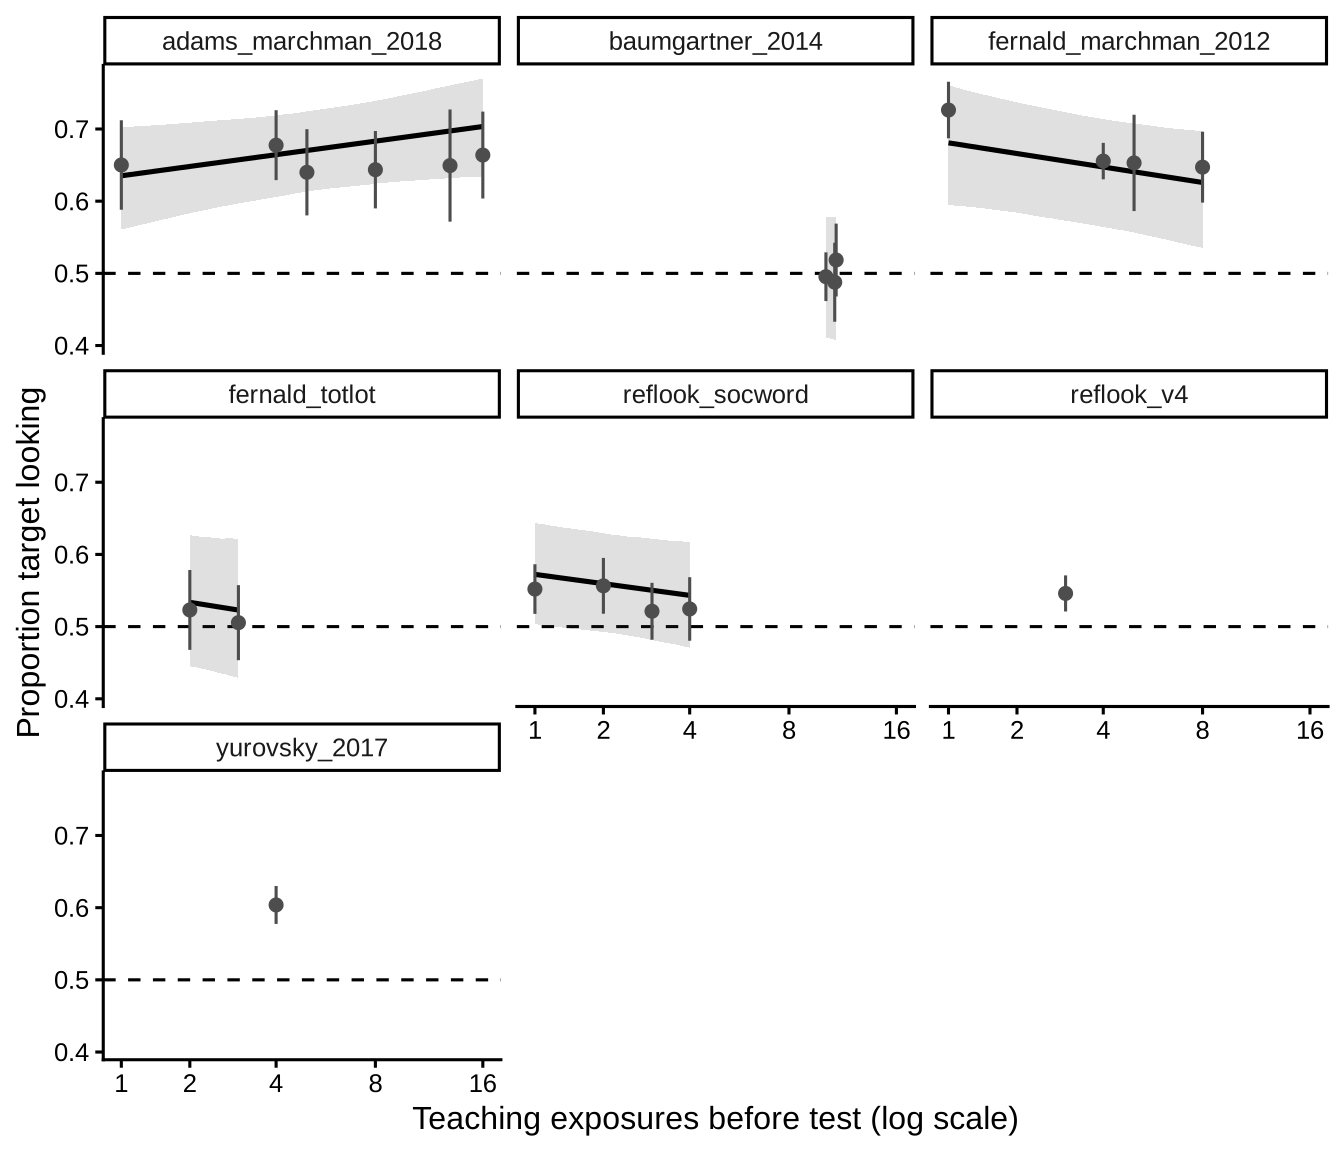 adams_marchman_2018
baumgartner_2014
fernald_marchman_2012
0.7
0.6
0.5
0.4
fernald_totlot
reflook_socword
reflook_v4
0.7
0.6
0.5
0.4
1 2 4 8 16
1 2 4 8 16
yurovsky_2017
0.7
0.6
0.5
0.4
1 2 4 8 16
Proportion target looking
Teaching exposures before test (log scale)